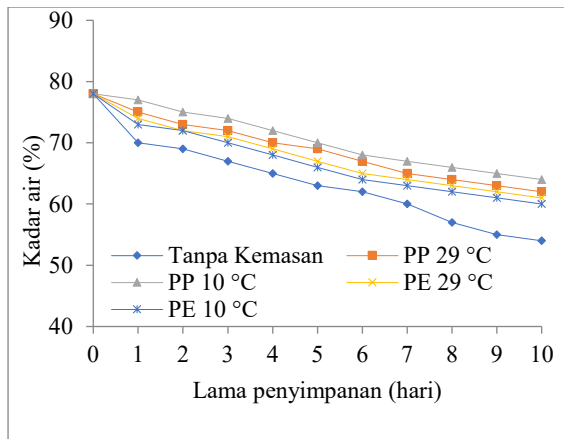 90
80
70
60
50
40
Kadar air (%)
Tanpa Kemasan
PP 29 °C
PP 10 °C
PE 29 °C
PE 10 °C
0 1 2 3 4 5 6 7 8 9 10
Lama penyimpanan (hari)